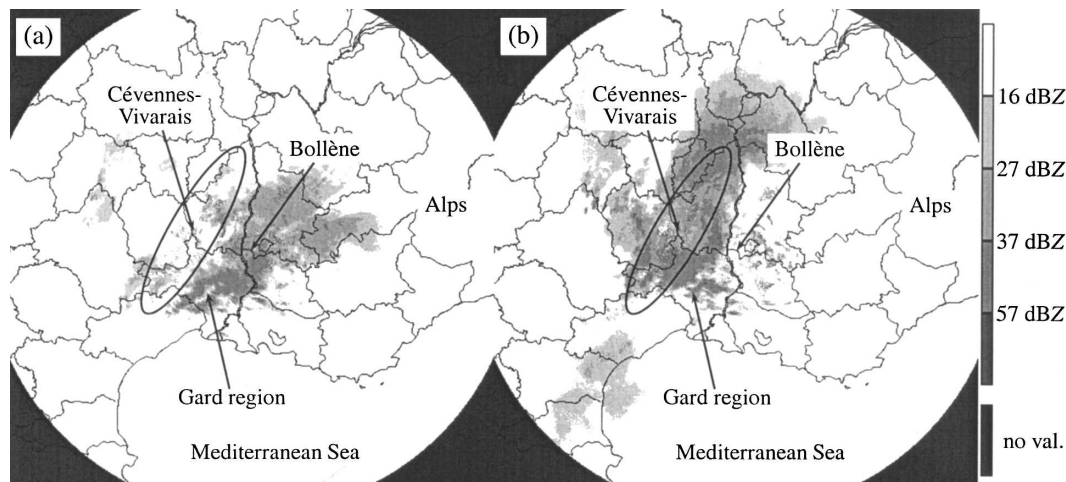 (a)
Cévennes-
Vivarais
Bollène
Alps
Gard region
Mediterranean Sea
(b)
Cévennes-
Vivarais
Bollène
Alps
Gard region
Mediterranean Sea
16 dBZ
27 dBZ
37 dBZ
57 dBZ
no val.